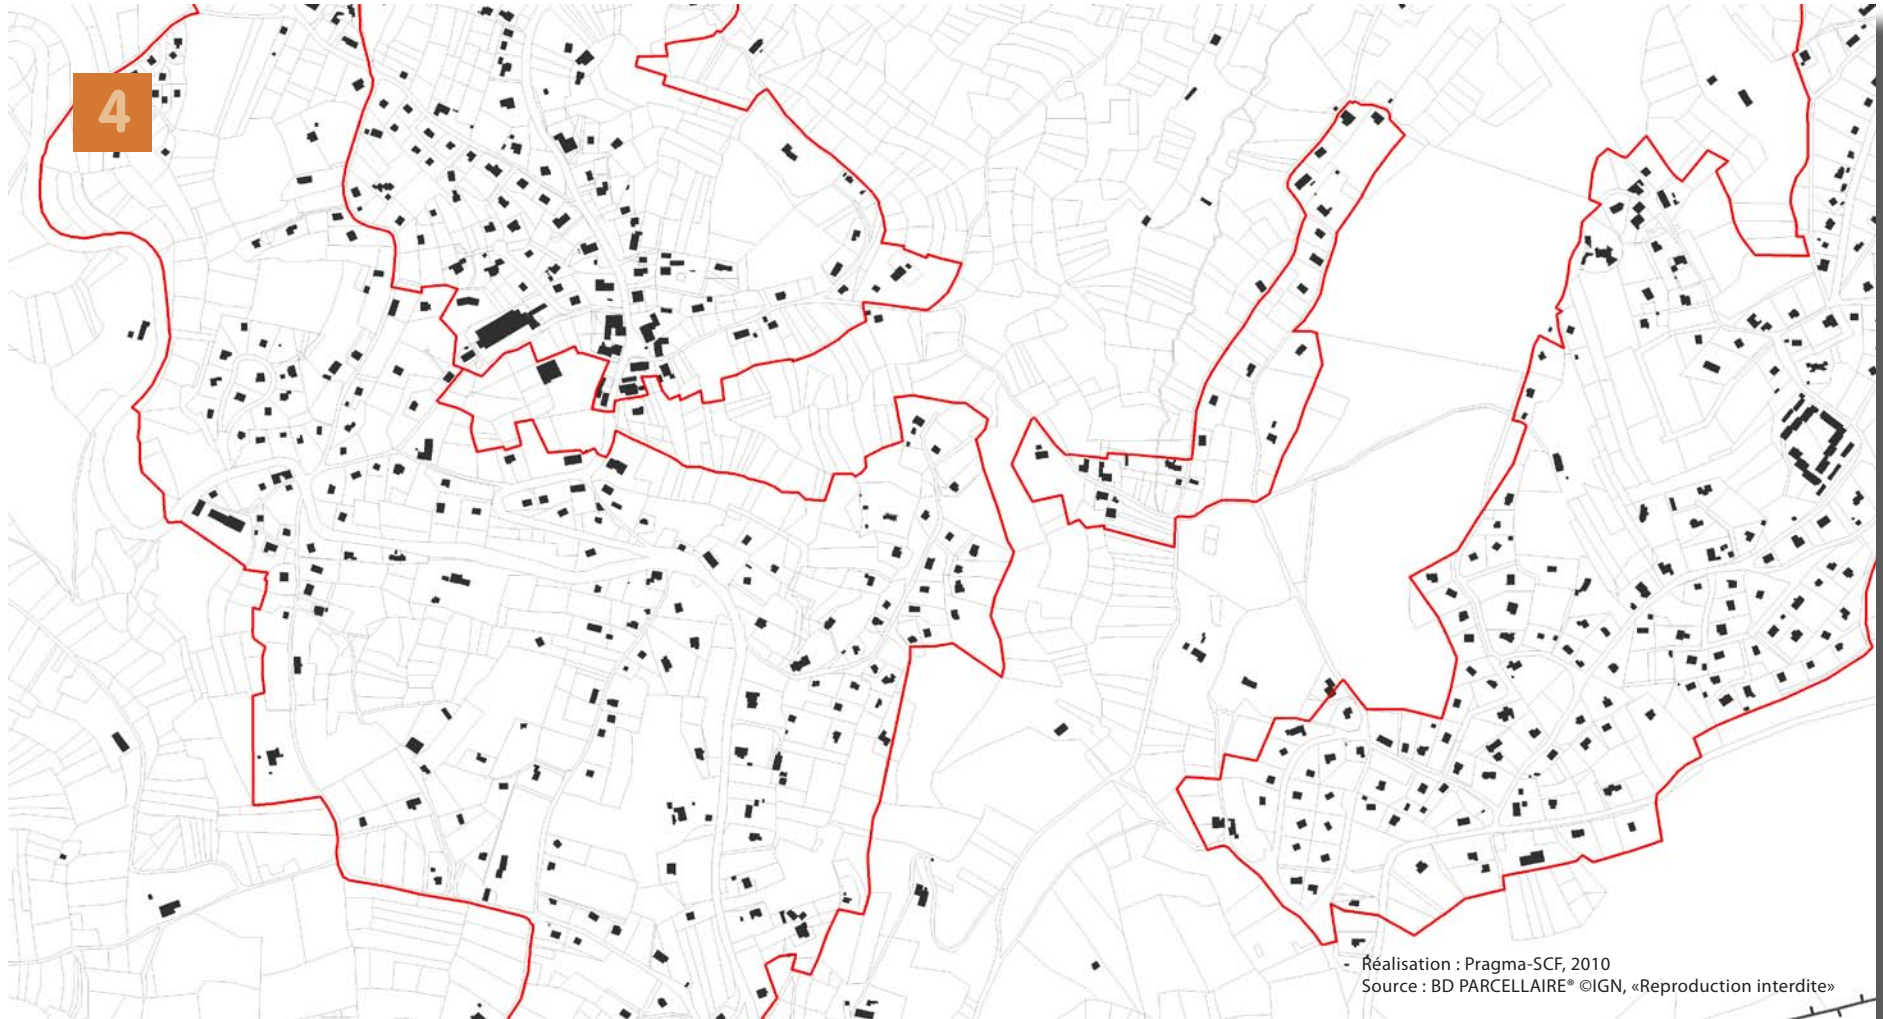 4
Réalisation : Pragma-SCF, 2010
Source : BD PARCELLAIRE® ©IGN, «Reproduction interdite»